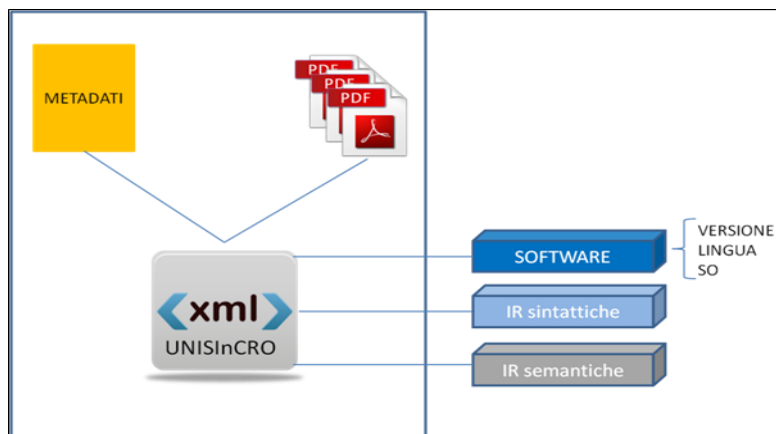 METADATI
PDF
PDF
PDF
xml
UNISInCRO
SOFTWARE
VERSIONE
LINGUA
SO
IR sintattiche
IR semantiche